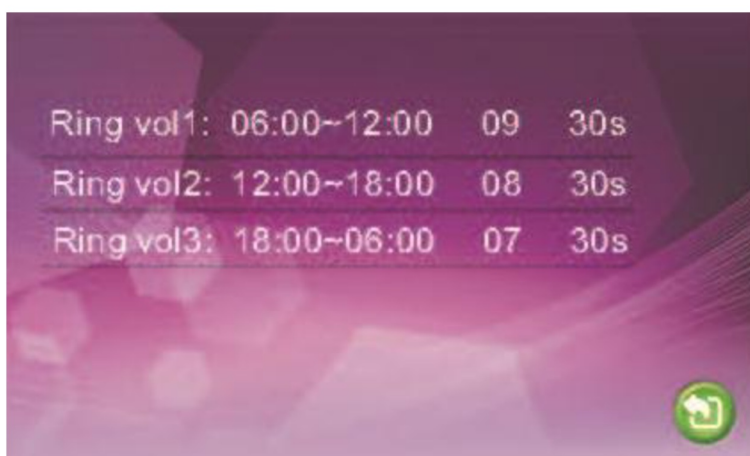 Ring vol1: 06:00~12:00 09 30s
Ring vol2: 12:00~18:00 08 30s
Ring vol3: 18:00~06:00 07 30s